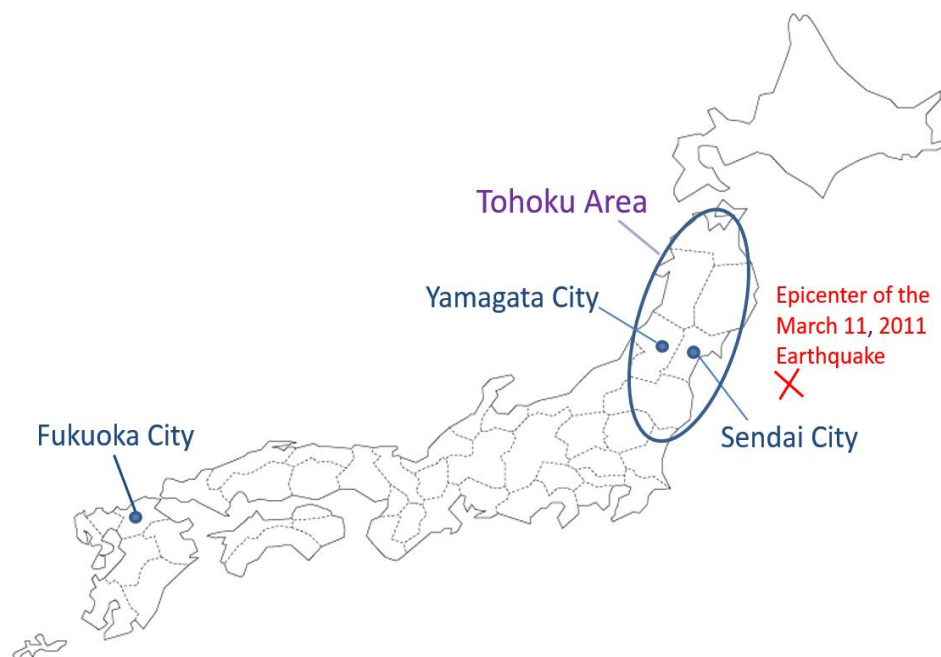 Tohoku Area
Yamagata City
Epicenter of the
March 11, 2011
Earthquake
Fukuoka City
Sendai City